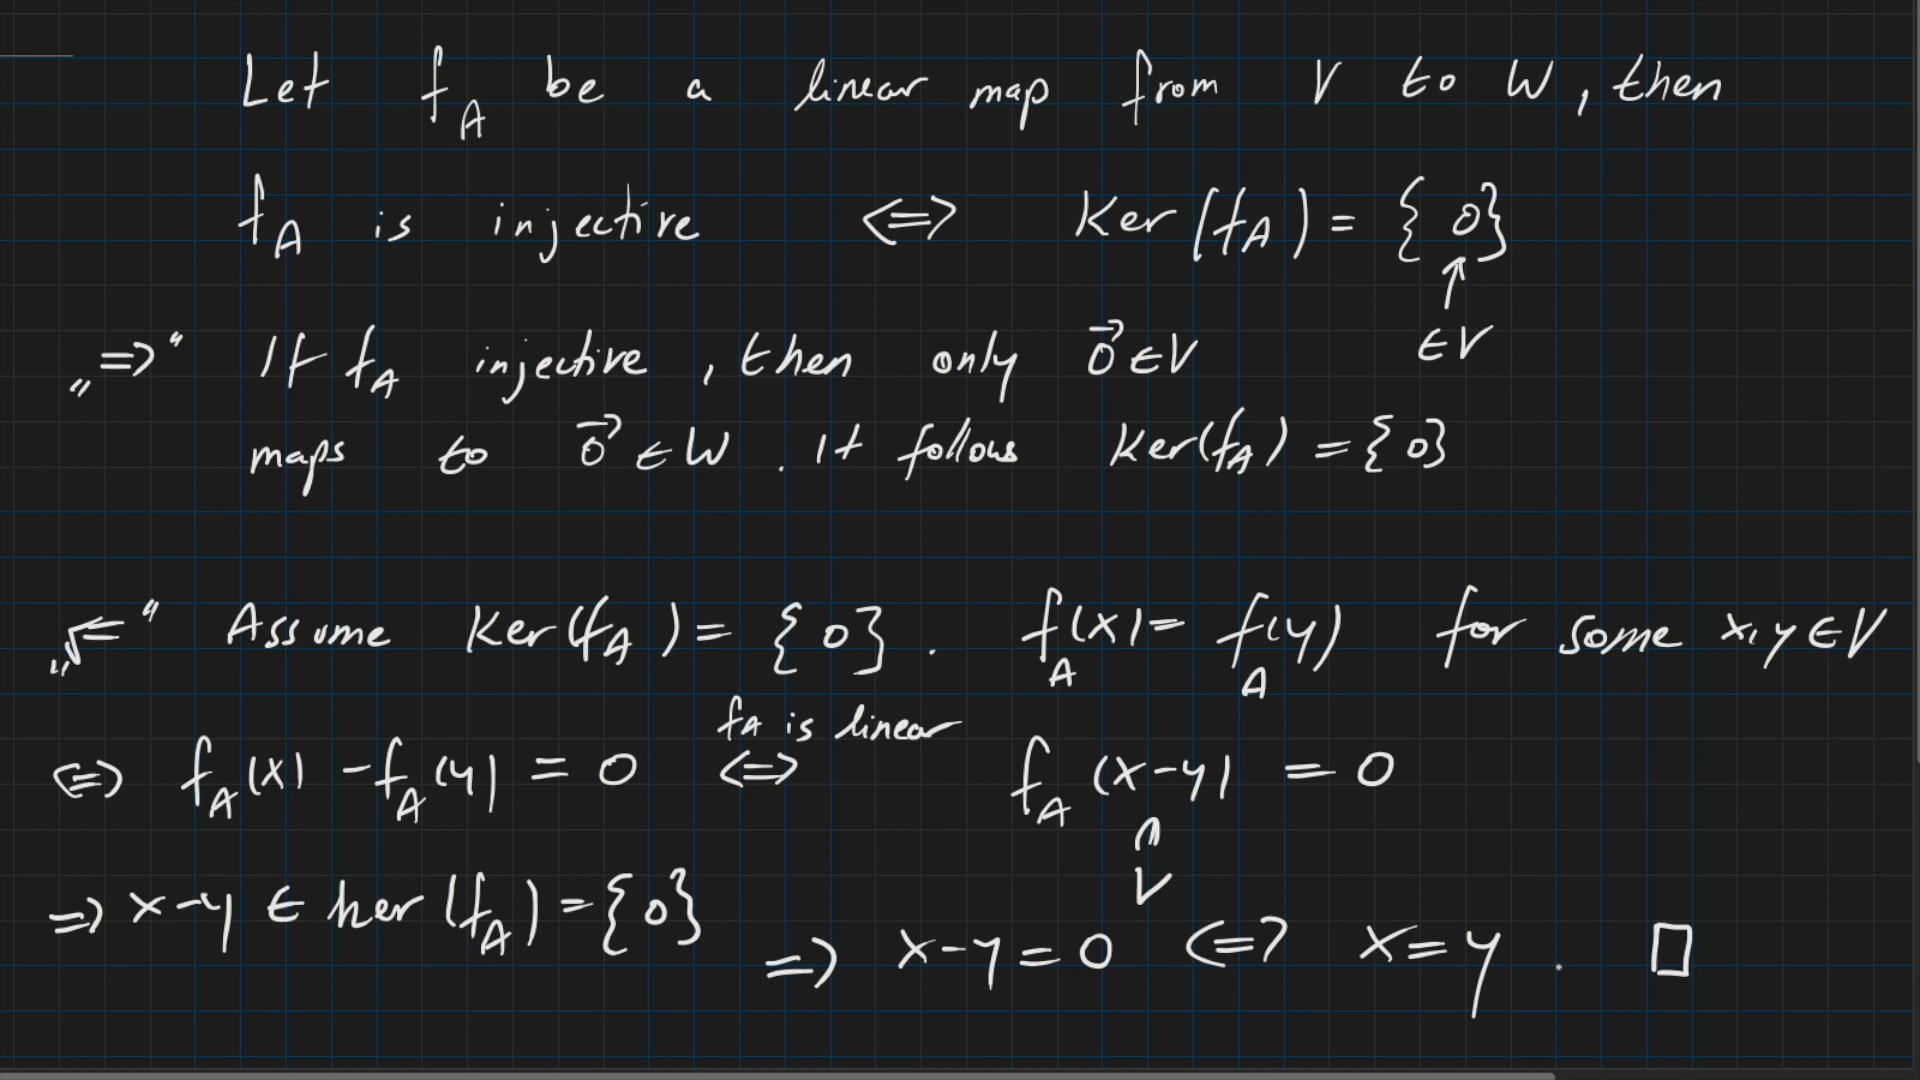 Let f_A be a linear map from V to W, then
f_A is injective <=> Ker(f_A) = { 0}
↑
∈V
„=>" If f_A injective, then only 0⃗ ∈ V
maps to 0⃗ ∈ W. It follows Ker(f_A) = { 0}
„<=" Assume Ker(f_A) = { 0}. f_A(x) = f_A(y) for some x, y ∈ V
f_A is linear
<=> f_A(x) - f_A(y) = 0 <=> f_A(x-y) = 0
∩
V
=> x-y ∈ ker(f_A) = {0}
=> x-y = 0 <=> x = y. □